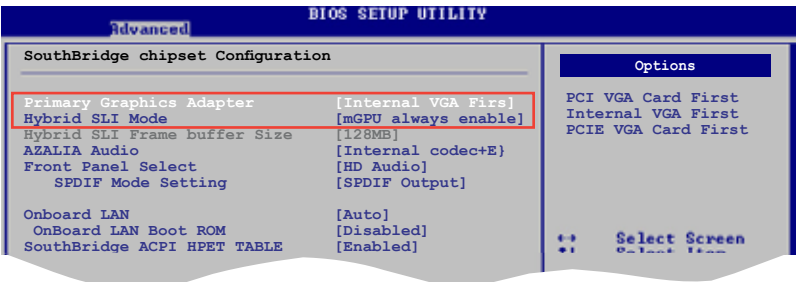 BIOS SETUP UTILITY
Advanced
SouthBridge chipset Configuration
Primary Graphics Adapter [Internal VGA Firs]
Hybrid SLI Mode [mGPU always enable]
Hybrid SLI Frame buffer Size [128MB]
AZALIA Audio [Internal codec+E}
Front Panel Select [HD Audio]
SPDIF Mode Setting [SPDIF Output]
Onboard LAN [Auto]
OnBoard LAN Boot ROM [Disabled]
SouthBridge ACPI HPET TABLE [Enabled]
Options
PCI VGA Card First
Internal VGA First
PCIE VGA Card First
↔ Select Screen